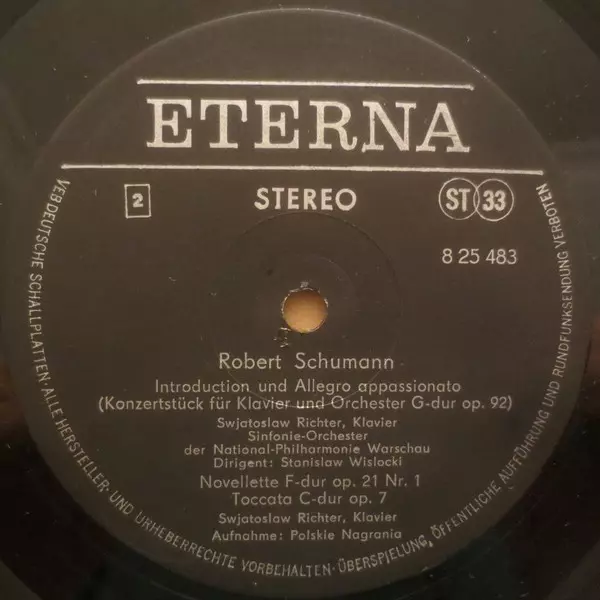 ETERNA
2 STEREO ST 33
8 25 483
Robert Schumann
Introduction und Allegro appassionato
(Konzertstück für Klavier und Orchester G-dur op. 92)
Swjatoslaw Richter, Klavier
Sinfonie-Orchester
der National-Philharmonie Warschau
Dirigent: Stanislaw Wislocki
Novellette F-dur op. 21 Nr. 1
Toccata C-dur op. 7
Swjatoslaw Richter, Klavier
Aufnahme: Polskie Nagrania
VEB DEUTSCHE SCHALLPLATTEN · ALLE HERSTELLER- UND URHEBERRECHTE VORBEHALTEN · ÜBERSPIELUNG, ÖFFENTLICHE AUFFÜHRUNG UND RUNDFUNKSENDUNG VERBOTEN